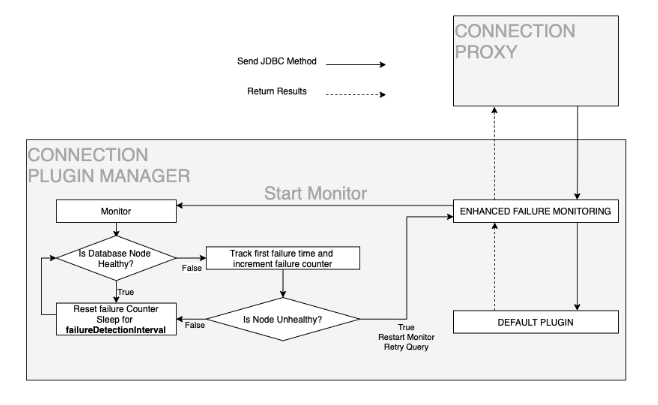 CONNECTION
PROXY
Send JDBC Method
Return Results
CONNECTION
PLUGIN MANAGER
Start Monitor
Monitor
ENHANCED FAILURE MONITORING
Is Database Node
Healthy?
False
Track first failure time and
increment failure counter
True
Reset failure Counter
Sleep for
failureDetectionInterval
False
Is Node Unhealthy?
True
Restart Monitor
Retry Query
DEFAULT PLUGIN